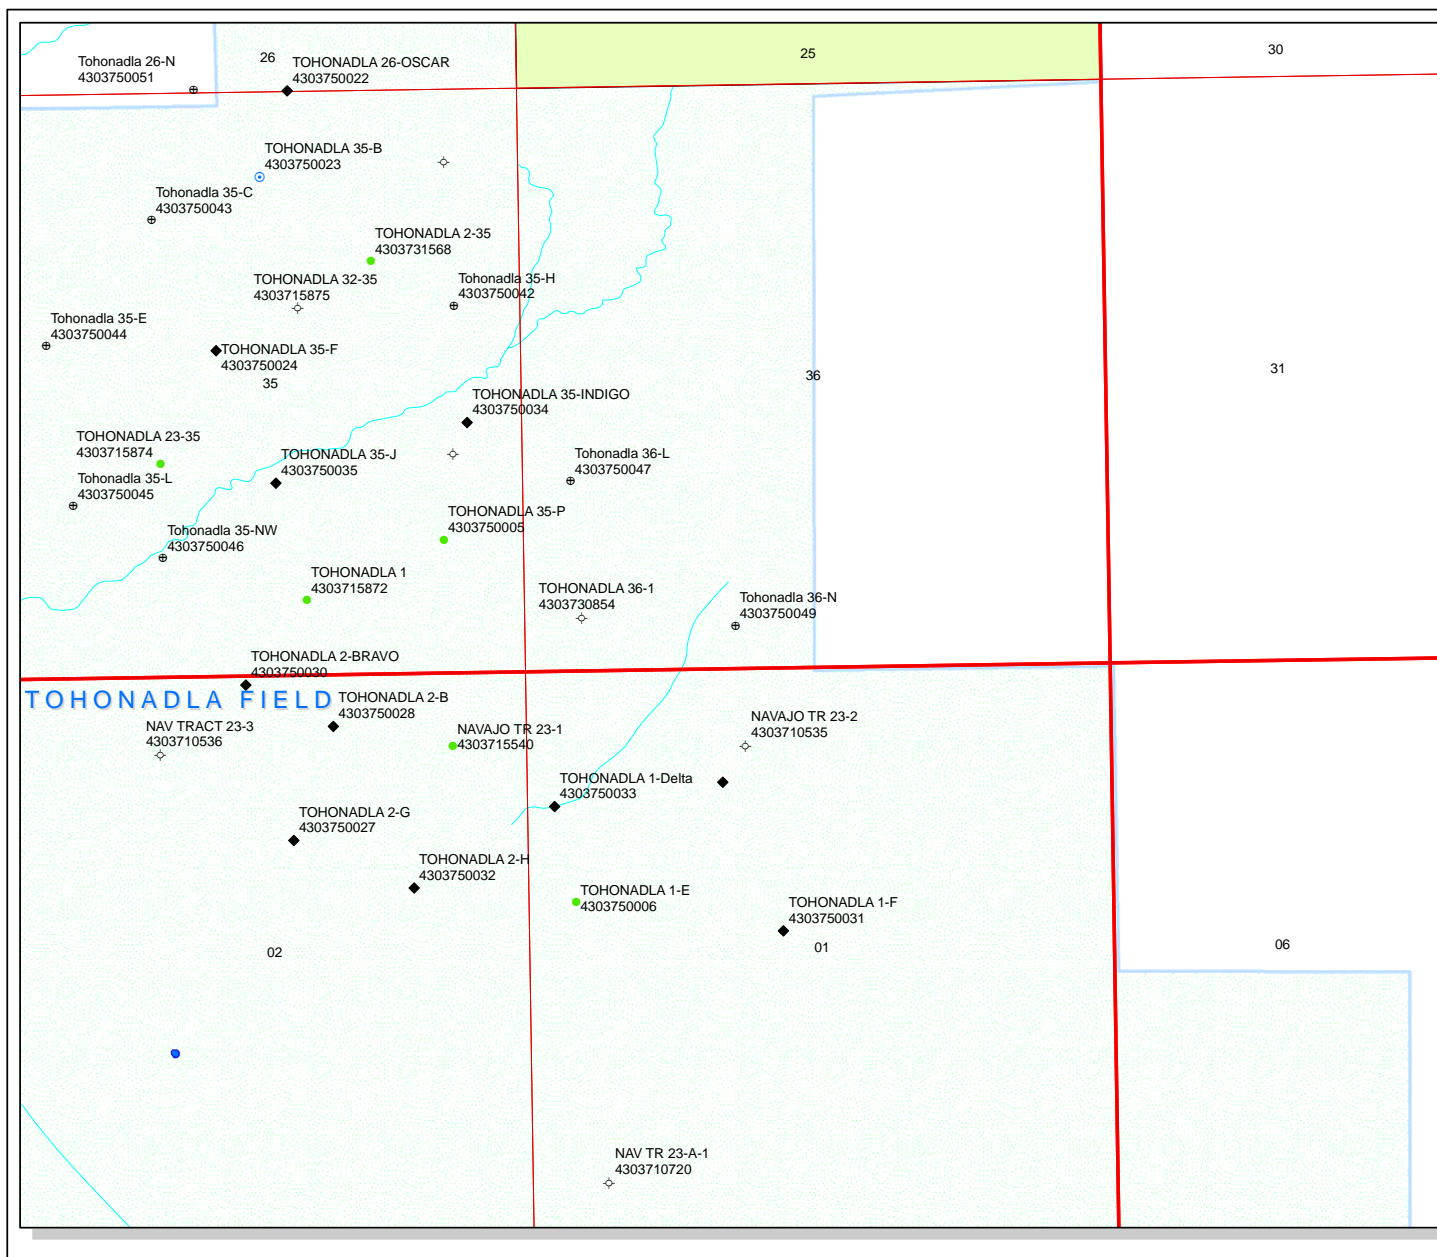 25
30
Tohonadla 26-N
4303750051
26
TOHONADLA 26-OSCAR
4303750022
TOHONADLA 35-B
4303750023
Tohonadla 35-C
4303750043
TOHONADLA 2-35
4303731568
TOHONADLA 32-35
4303715875
Tohonadla 35-H
4303750042
Tohonadla 35-E
4303750044
TOHONADLA 35-F
4303750024
35
36
31
TOHONADLA 35-INDIGO
4303750034
TOHONADLA 23-35
4303715874
TOHONADLA 35-J
4303750035
Tohonadla 36-L
4303750047
Tohonadla 35-L
4303750045
TOHONADLA 35-P
4303750005
Tohonadla 35-NW
4303750046
TOHONADLA 1
4303715872
TOHONADLA 36-1
4303730854
Tohonadla 36-N
4303750049
TOHONADLA 2-BRAVO
4303750030
TOHONADLA FIELD
TOHONADLA 2-B
4303750028
NAV TRACT 23-3
4303710536
NAVAJO TR 23-1
4303715540
NAVAJO TR 23-2
4303710535
TOHONADLA 1-Delta
4303750033
TOHONADLA 2-G
4303750027
TOHONADLA 2-H
4303750032
TOHONADLA 1-E
4303750006
TOHONADLA 1-F
4303750031
02
01
06
NAV TR 23-A-1
4303710720